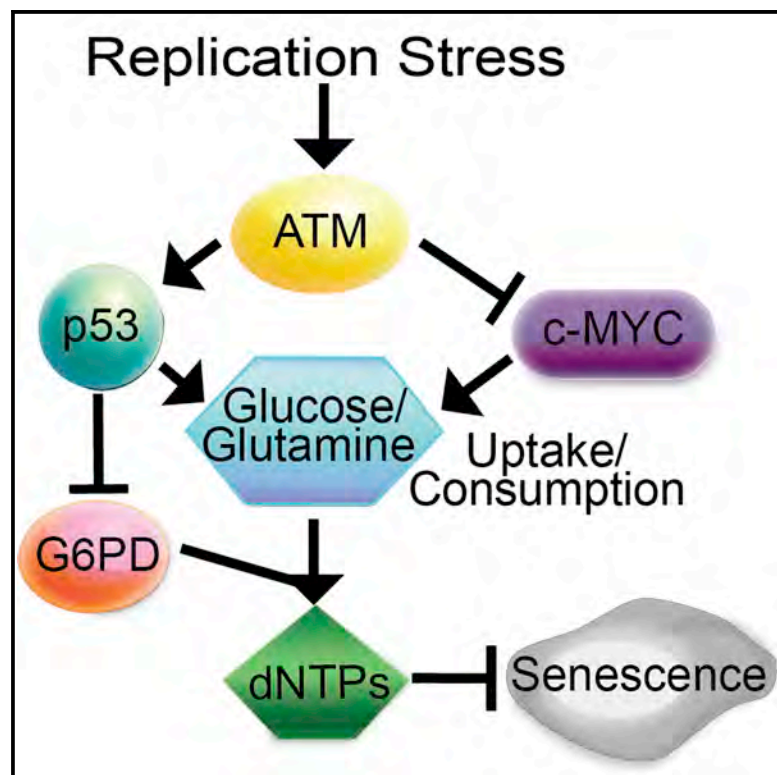 Replication Stress
ATM
p53
c-MYC
Glucose/
Glutamine
Uptake/
Consumption
G6PD
dNTPs
Senescence